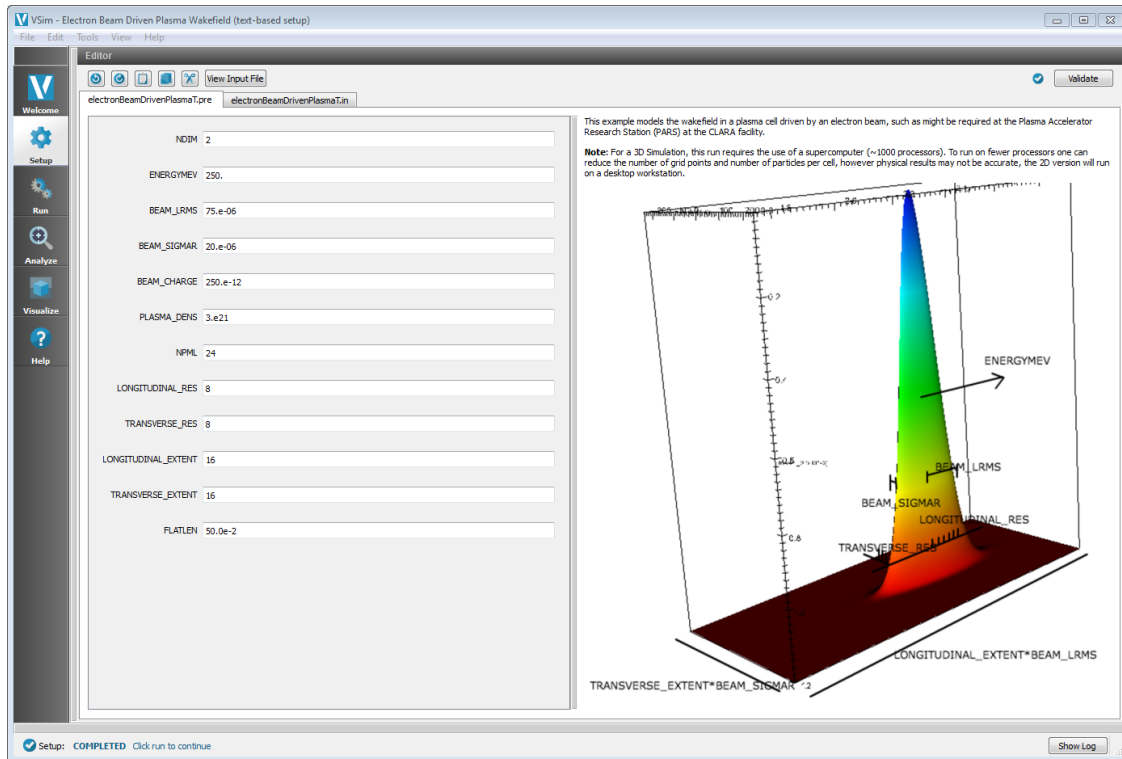 VSim - Electron Beam Driven Plasma Wakefield (text-based setup)
File Edit Tools View Help
Editor
View Input File
Validate
electronBeamDrivenPlasmaT.pre
electronBeamDrivenPlasmaT.in
Welcome
Setup
Run
Analyze
Visualize
Help
NDIM 2
ENERGYMEV 250.
BEAM_LRMS 75.e-06
BEAM_SIGMAR 20.e-06
BEAM_CHARGE 250.e-12
PLASMA_DENS 3.e21
NPML 24
LONGITUDINAL_RES 8
TRANSVERSE_RES 8
LONGITUDINAL_EXTENT 16
TRANSVERSE_EXTENT 16
FLATLEN 50.0e-2
This example models the wakefield in a plasma cell driven by an electron beam, such as might be required at the Plasma Accelerator
Research Station (PARS) at the CLARA facility.
Note: For a 3D Simulation, this run requires the use of a supercomputer (~1000 processors). To run on fewer processors one can
reduce the number of grid points and number of particles per cell, however physical results may not be accurate, the 2D version will run
on a desktop workstation.
ENERGYMEV
BEAM_LRMS
BEAM_SIGMAR
LONGITUDINAL_RES
0.8
TRANSVERSE_RES
LONGITUDINAL_EXTENT*BEAM_LRMS
TRANSVERSE_EXTENT*BEAM_SIGMAR
Setup: COMPLETED Click run to continue
Show Log